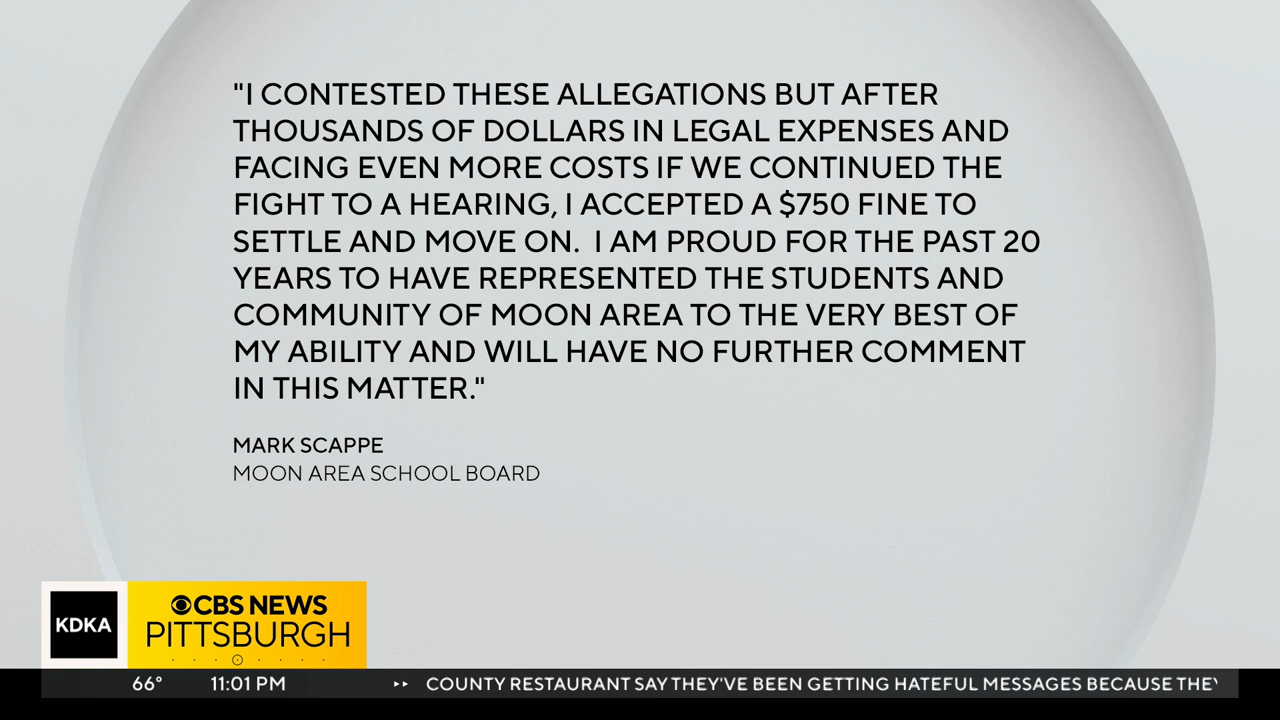 "I CONTESTED THESE ALLEGATIONS BUT AFTER
THOUSANDS OF DOLLARS IN LEGAL EXPENSES AND
FACING EVEN MORE COSTS IF WE CONTINUED THE
FIGHT TO A HEARING, I ACCEPTED A $750 FINE TO
SETTLE AND MOVE ON.  I AM PROUD FOR THE PAST 20
YEARS TO HAVE REPRESENTED THE STUDENTS AND
COMMUNITY OF MOON AREA TO THE VERY BEST OF
MY ABILITY AND WILL HAVE NO FURTHER COMMENT
IN THIS MATTER."
MARK SCAPPE
MOON AREA SCHOOL BOARD
KDKA
CBS NEWS
PITTSBURGH
66° 11:01 PM COUNTY RESTAURANT SAY THEY'VE BEEN GETTING HATEFUL MESSAGES BECAUSE THEY